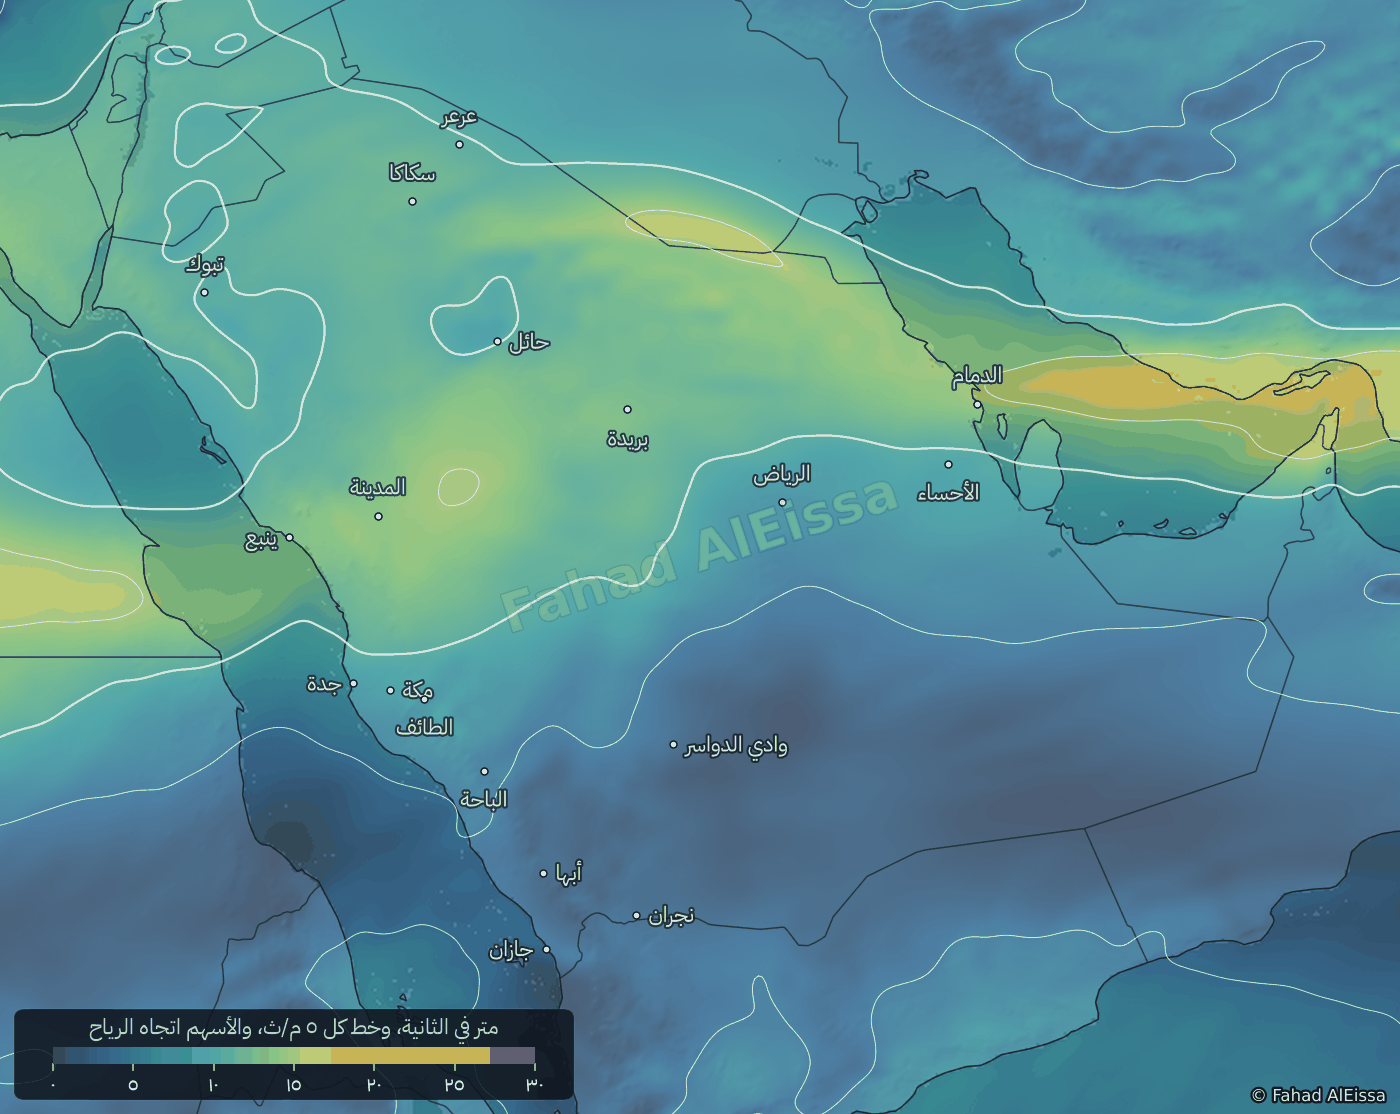 عرعر
سكاكا
تبوك
حائل
الدمام
بريدة
الرياض
الأحساء
المدينة
ينبع
Fahad AlEissa
جدة
مكة
الطائف
وادي الدواسر
الباحة
أبها
نجران
جازان
متر في الثانية، وخط كل ٥ م/ث، والأسهم اتجاه الرياح
٠ ٥ ١٠ ١٥ ٢٠ ٢٥ ٣٠
© Fahad AlEissa